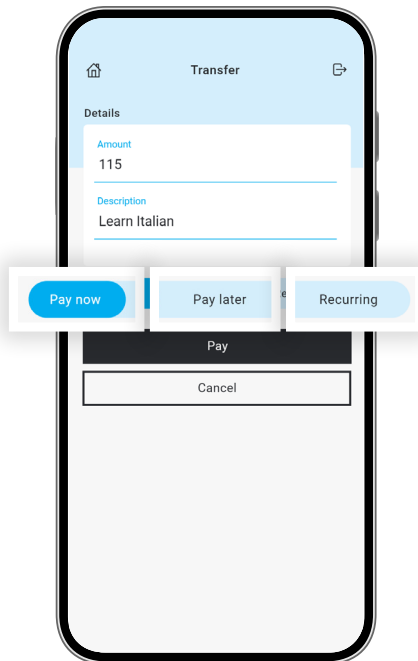 Transfer
Details
Amount
115
Description
Learn Italian
Pay now
Pay later
Recurring
Pay
Cancel